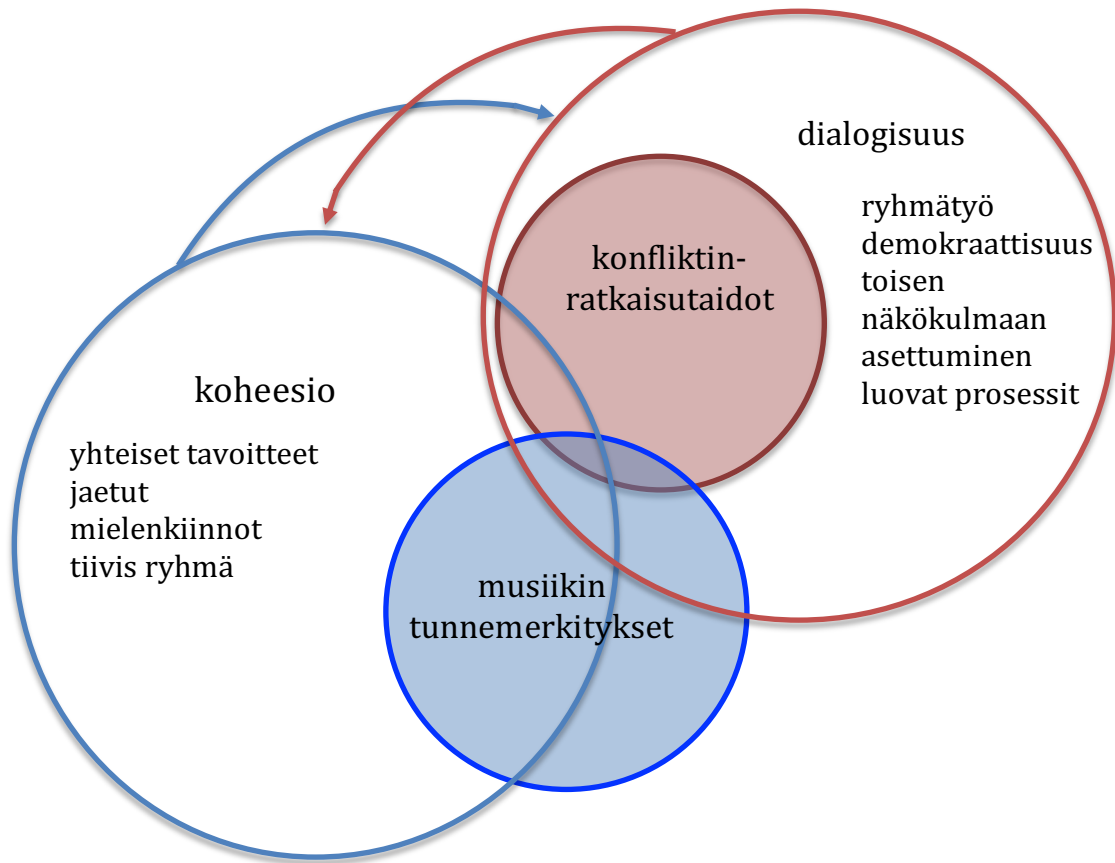 dialogisuus
ryhmätyö
demokraattisuus
toisen
näkökulmaan
asettuminen
luovat prosessit
konfliktin-
ratkaisutaidot
koheesio
yhteiset tavoitteet
jaetut
mielenkiinnot
tiivis ryhmä
musiikin
tunnemerkitykset